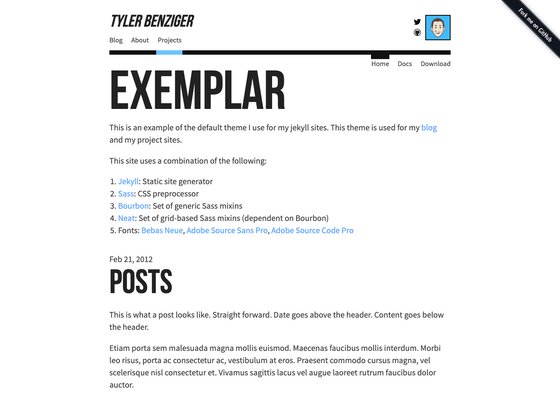 TYLER BENZIGER
Fork me on GitHub
Blog About Projects
Home Docs Download
EXEMPLAR
This is an example of the default theme I use for my jekyll sites. This theme is used for my blog
and my project sites.
This site uses a combination of the following:
1. Jekyll: Static site generator
2. Sass: CSS preprocessor
3. Bourbon: Set of generic Sass mixins
4. Neat: Set of grid-based Sass mixins (dependent on Bourbon)
5. Fonts: Bebas Neue, Adobe Source Sans Pro, Adobe Source Code Pro
Feb 21, 2012
POSTS
This is what a post looks like. Straight forward. Date goes above the header. Content goes below
the header.
Etiam porta sem malesuada magna mollis euismod. Maecenas faucibus mollis interdum. Morbi
leo risus, porta ac consectetur ac, vestibulum at eros. Praesent commodo cursus magna, vel
scelerisque nisl consectetur et. Vivamus sagittis lacus vel augue laoreet rutrum faucibus dolor
auctor.